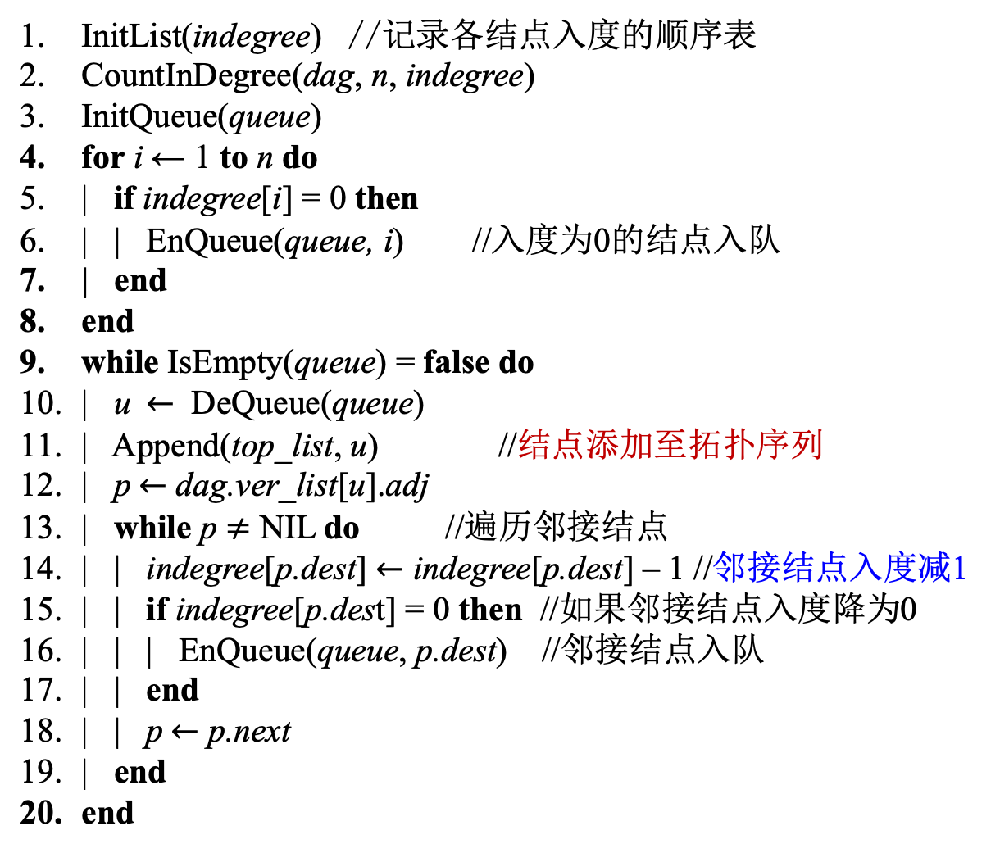 1. InitList(indegree) //记录各结点入度的顺序表
2. CountInDegree(dag, n, indegree)
3. InitQueue(queue)
4. for i ← 1 to n do
5. | if indegree[i] = 0 then
6. | | EnQueue(queue, i) //入度为0的结点入队
7. | end
8. end
9. while IsEmpty(queue) = false do
10. | u ← DeQueue(queue)
11. | Append(top_list, u) //结点添加至拓扑序列
12. | p ← dag.ver_list[u].adj
13. | while p ≠ NIL do //遍历邻接结点
14. | | indegree[p.dest] ← indegree[p.dest] – 1 //邻接结点入度减1
15. | | if indegree[p.dest] = 0 then //如果邻接结点入度降为0
16. | | | EnQueue(queue, p.dest) //邻接结点入队
17. | | end
18. | | p ← p.next
19. | end
20. end